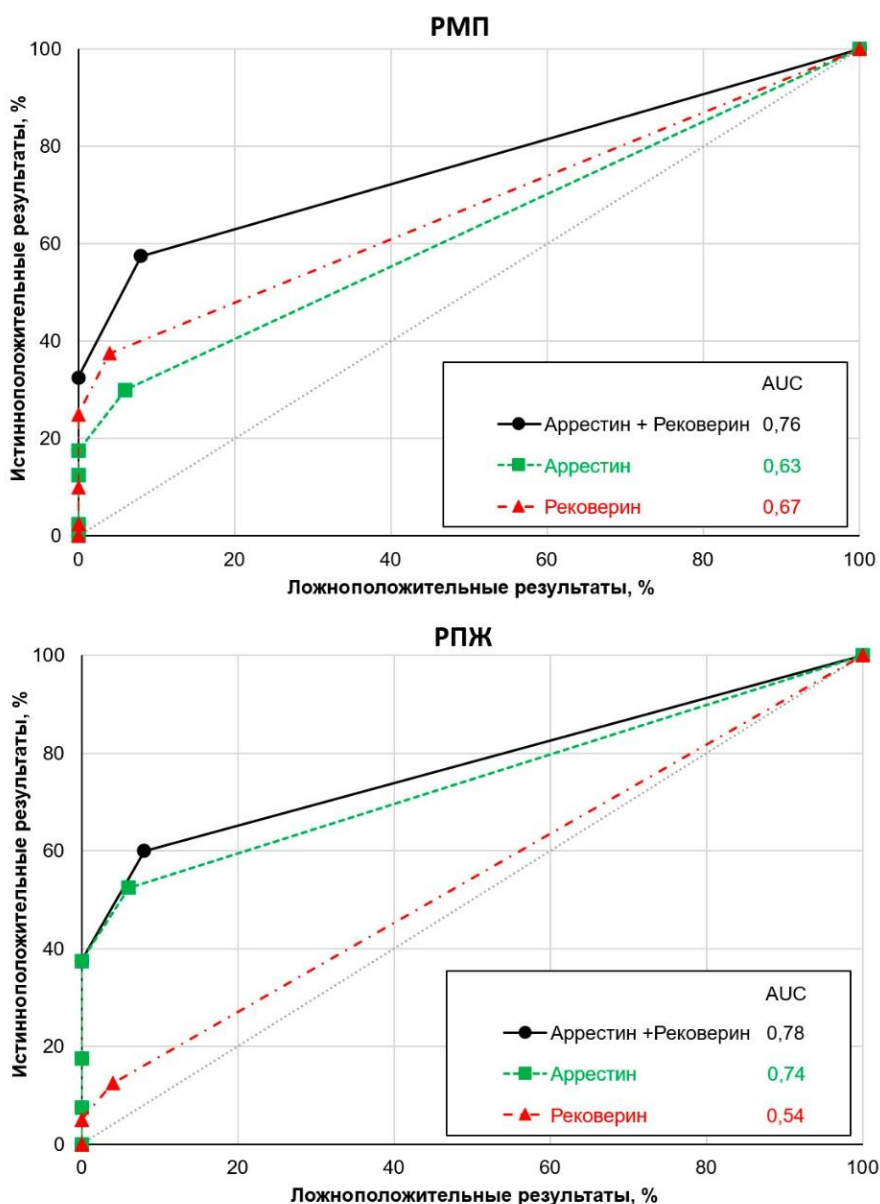 РМП
Истинноположительные результаты, %
100
80
60
40
20
0
0 20 40 60 80 100
Ложноположительные результаты, %
AUC
Аррестин + Рековерин 0,76
Аррестин 0,63
Рековерин 0,67
РПЖ
Истинноположительные результаты, %
100
80
60
40
20
0
0 20 40 60 80 100
Ложноположительные результаты, %
AUC
Аррестин +Рековерин 0,78
Аррестин 0,74
Рековерин 0,54